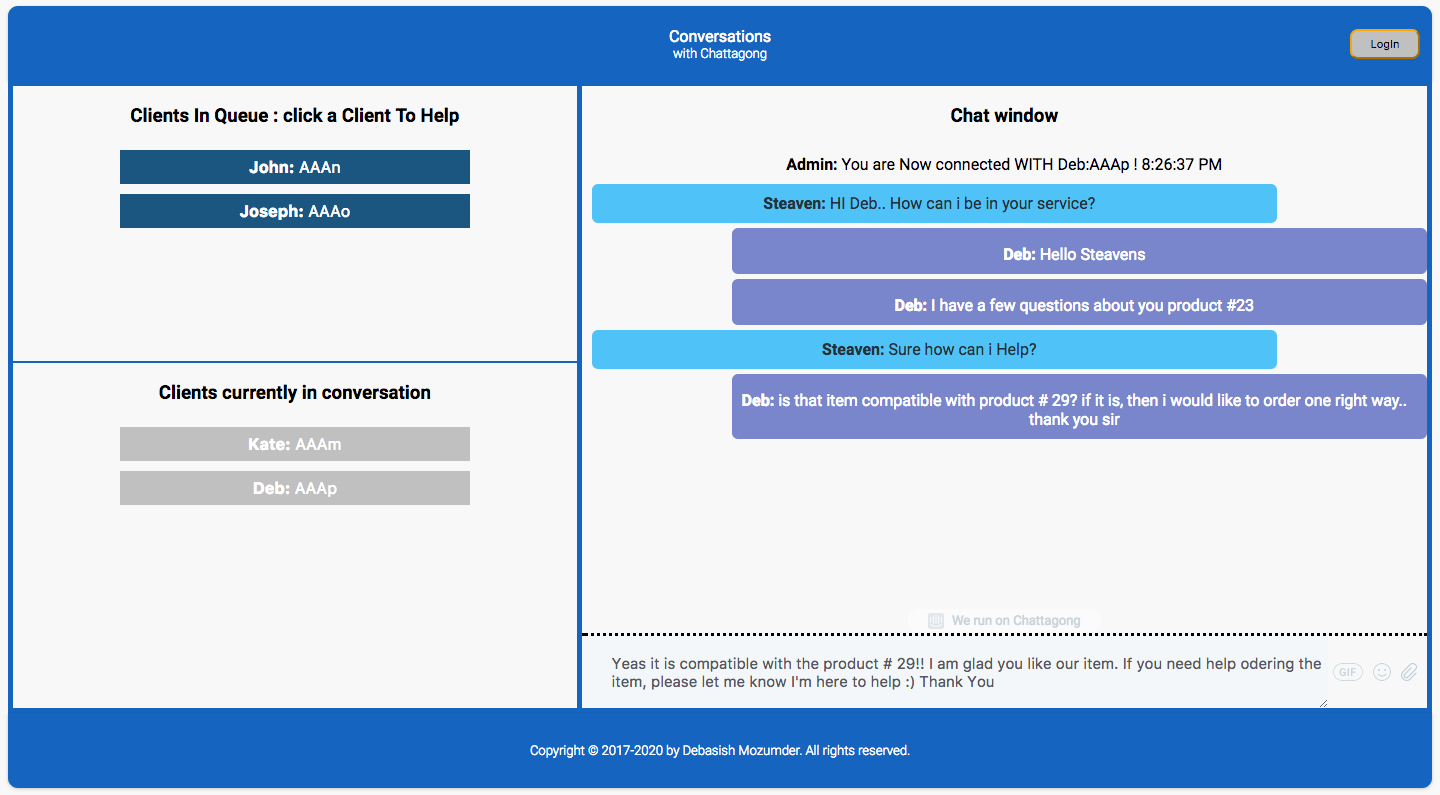 Conversations
with Chattagong
LogIn
Clients In Queue : click a Client To Help
John: AAAn
Joseph: AAAo
Clients currently in conversation
Kate: AAAm
Deb: AAAp
Chat window
Admin: You are Now connected WITH Deb:AAAp ! 8:26:37 PM
Steaven: HI Deb.. How can i be in your service?
Deb: Hello Steavens
Deb: I have a few questions about you product #23
Steaven: Sure how can i Help?
Deb: is that item compatible with product # 29? if it is, then i would like to order one right way..
thank you sir
We run on Chattagong
Yeas it is compatible with the product # 29!! I am glad you like our item. If you need help odering the
item, please let me know I'm here to help :) Thank You
GIF
Copyright © 2017-2020 by Debasish Mozumder. All rights reserved.